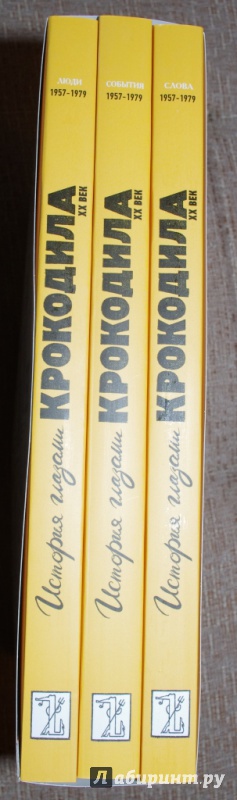 ЛЮДИ
1957-1979
История глазами КРОКОДИЛА
XX ВЕК
СОБЫТИЯ
1957-1979
История глазами КРОКОДИЛА
XX ВЕК
СЛОВА
1957-1979
История глазами КРОКОДИЛА
XX ВЕК
Лабиринт.ру